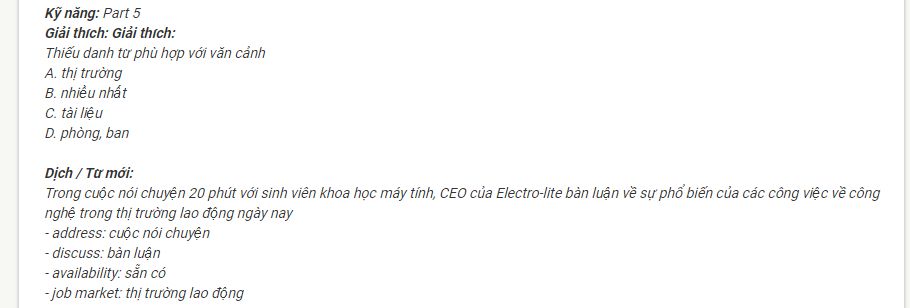 Kỹ năng: Part 5
Giải thích: Giải thích:
Thiếu danh từ phù hợp với văn cảnh
A. thị trường
B. nhiều nhất
C. tài liệu
D. phòng, ban
Dịch / Từ mới:
Trong cuộc nói chuyện 20 phút với sinh viên khoa học máy tính, CEO của Electro-lite bàn luận về sự phổ biến của các công việc về công
nghệ trong thị trường lao động ngày nay
- address: cuộc nói chuyện
- discuss: bàn luận
- availability: sẵn có
- job market: thị trường lao động